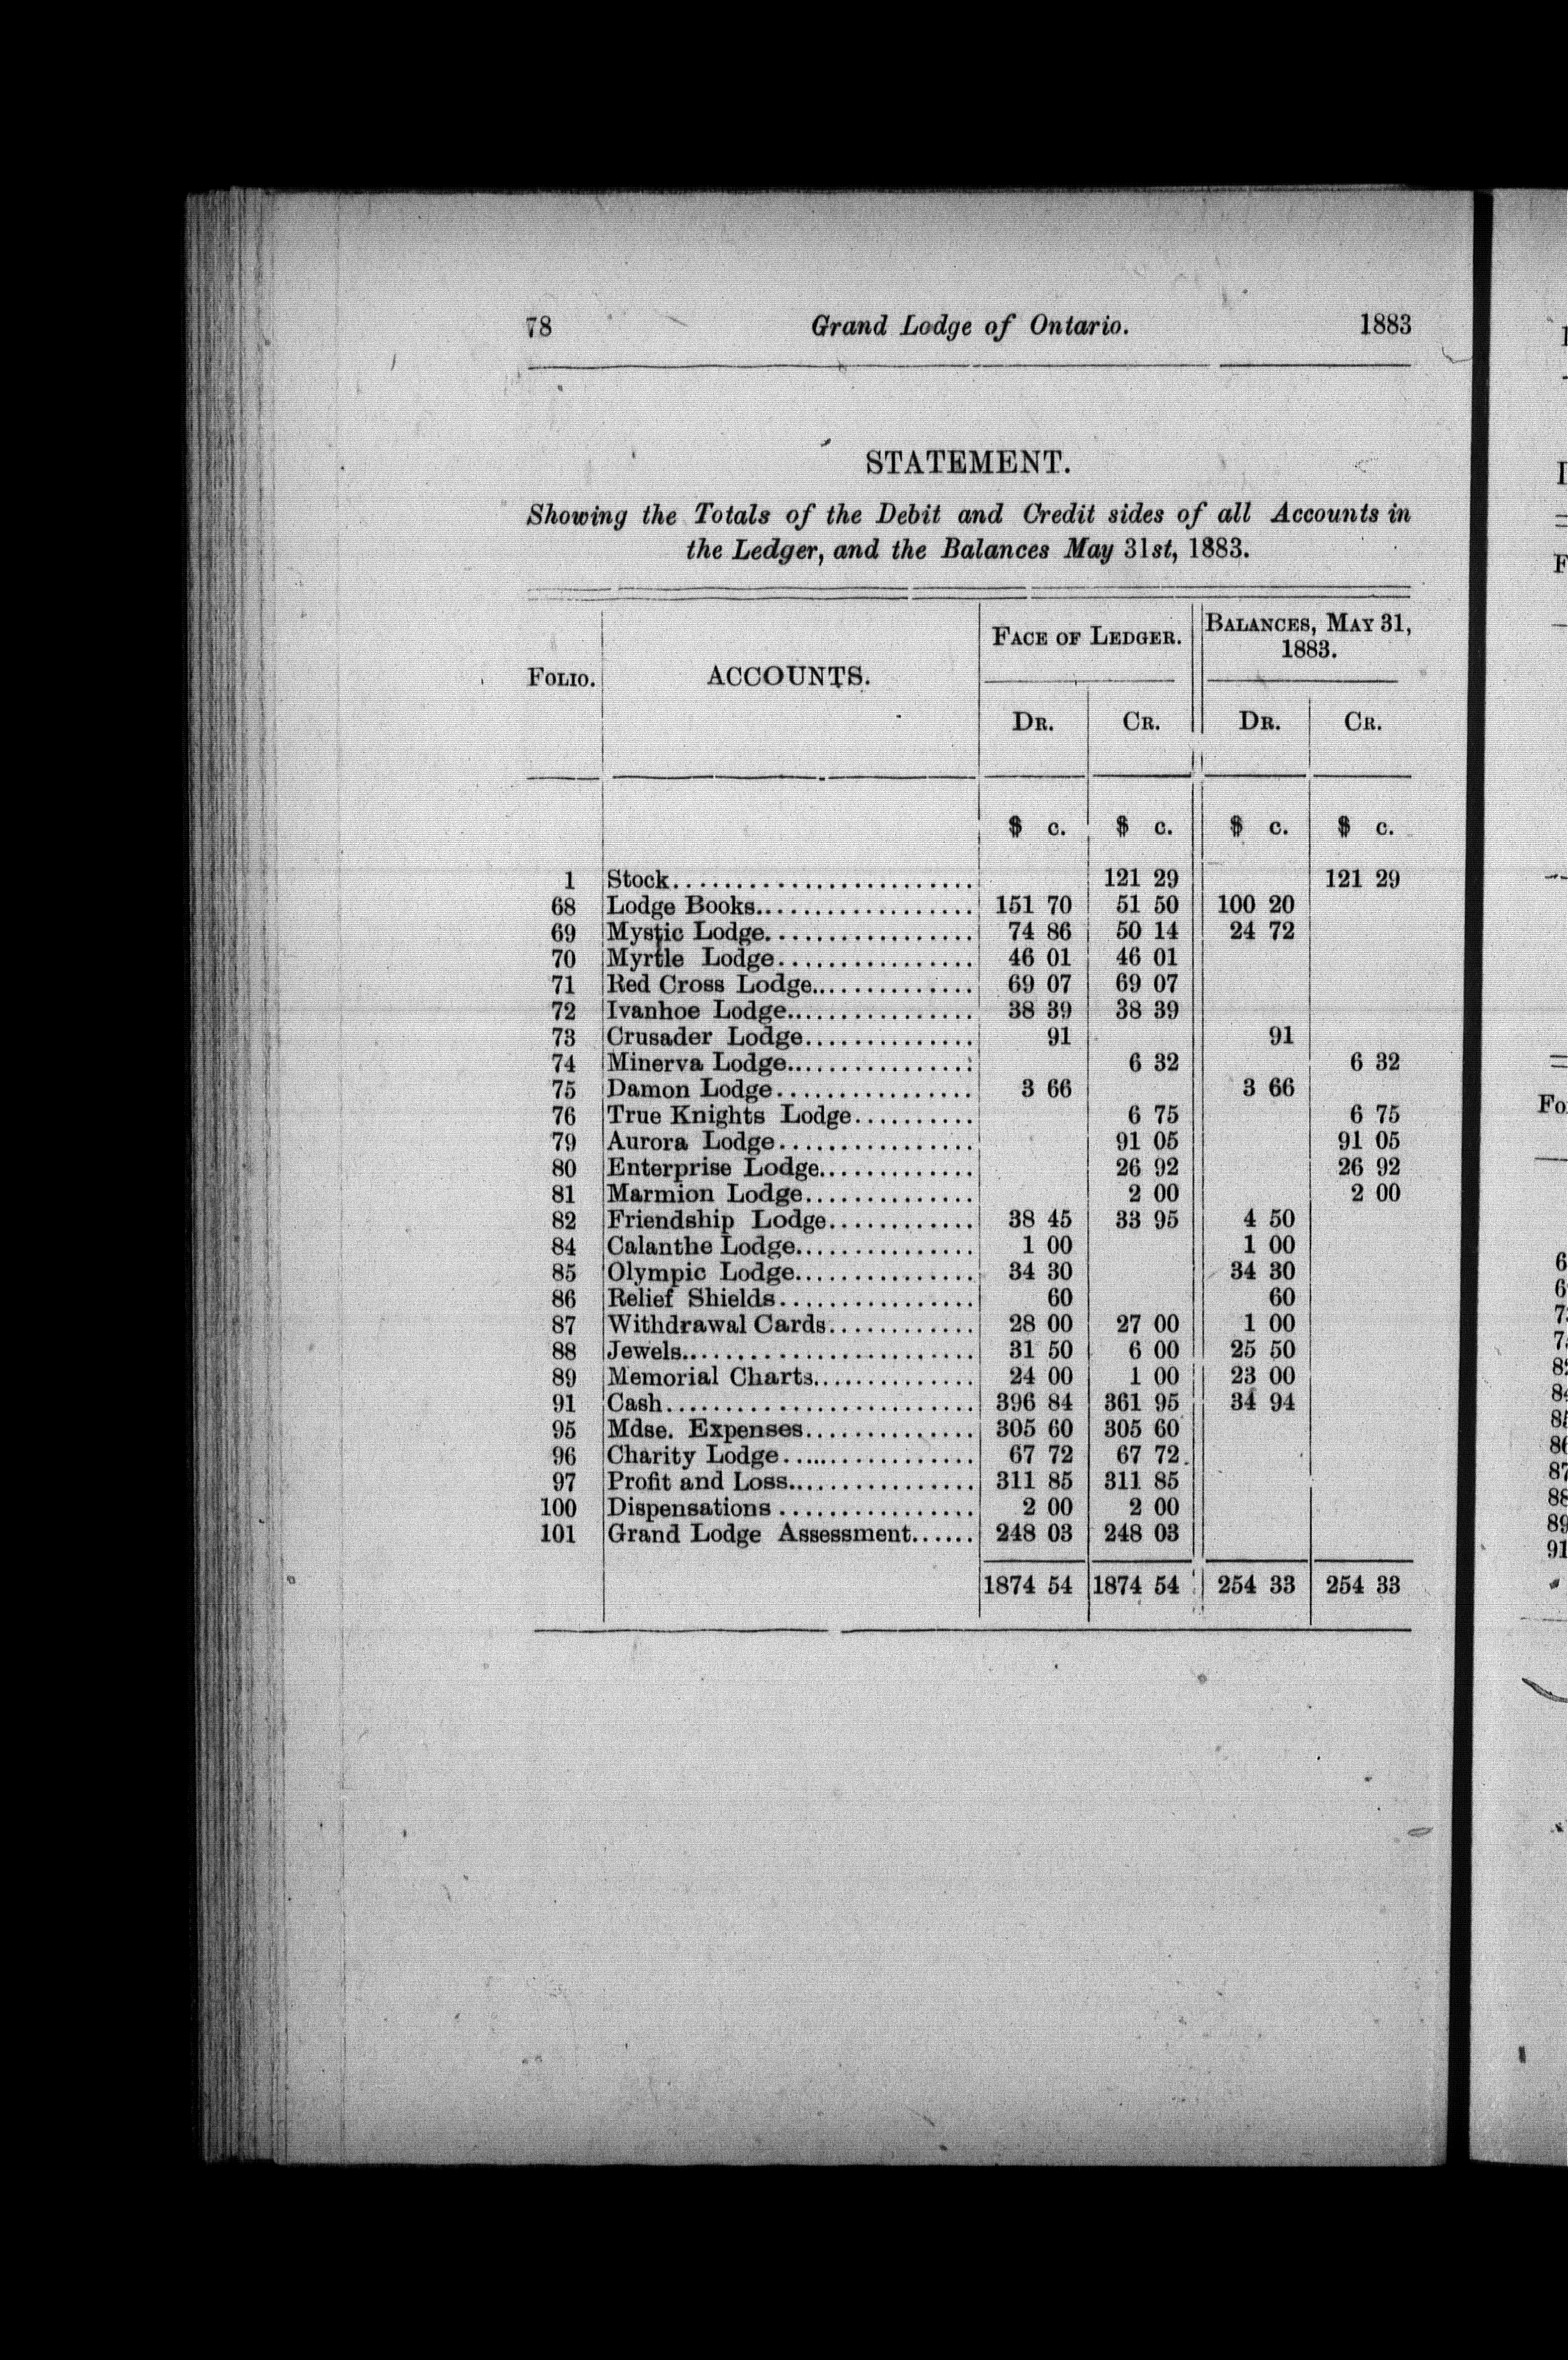 78 Grand Lodge of Ontario. 1883
STATEMENT.
Showing the Totals of the Debit and Credit sides of all Accounts in
the Ledger, and the Balances May 31st, 1883.
FOLIO. ACCOUNTS. FACE OF LEDGER. BALANCES, MAY 31,
1883.
DR. CR. DR. CR.
$ c. $ c. $ c. $ c.
1 Stock........................ 121 29 121 29
68 Lodge Books.................. 151 70 51 50 100 20
69 Mystic Lodge................. 74 86 50 14 24 72
70 Myrtle Lodge................ 46 01 46 01
71 Red Cross Lodge.............. 69 07 69 07
72 Ivanhoe Lodge................ 38 39 38 39
73 Crusader Lodge.............. 91 91
74 Minerva Lodge................ 6 32 6 32
75 Damon Lodge................ 3 66 3 66
76 True Knights Lodge.......... 6 75 6 75
79 Aurora Lodge................ 91 05 91 05
80 Enterprise Lodge............. 26 92 26 92
81 Marmion Lodge.............. 2 00 2 00
82 Friendship Lodge............ 38 45 33 95 4 50
84 Calanthe Lodge............... 1 00 1 00
85 Olympic Lodge............... 34 30 34 30
86 Relief Shields................ 60 60
87 Withdrawal Cards............ 28 00 27 00 1 00
88 Jewels........................ 31 50 6 00 25 50
89 Memorial Charts.............. 24 00 1 00 23 00
91 Cash......................... 396 84 361 95 34 94
95 Mdse. Expenses.............. 305 60 305 60
96 Charity Lodge................ 67 72 67 72
97 Profit and Loss................ 311 85 311 85
100 Dispensations ................ 2 00 2 00
101 Grand Lodge Assessment...... 248 03 248 03
1874 54 1874 54 254 33 254 33